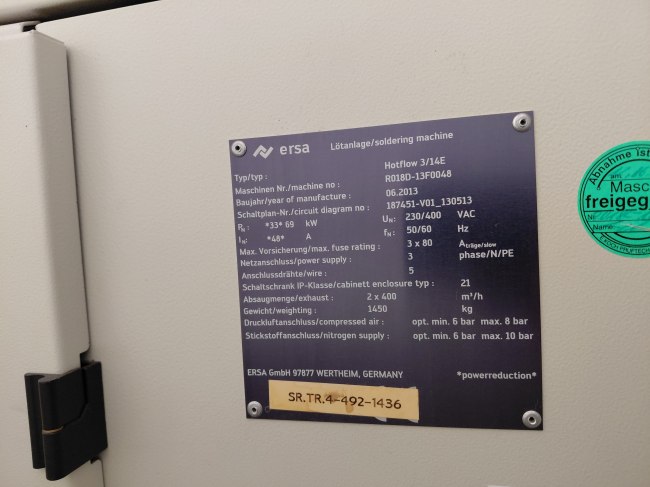 ersa Lötanlage/soldering machine
Typ/typ : Hotflow 3/14E
Maschinen Nr./machine no : R018D-13F0048
Baujahr/year of manufacture : 06.2013
Schaltplan-Nr./circuit diagram no : 187451-V01_130513
PN : *33* 69 kW UN: 230/400 VAC
IN : *48* A fN : 50/60 Hz
Max. Vorsicherung/max. fuse rating : 3 x 80 Aträge/slow
Netzanschluss/power supply : 3 phase/N/PE
Anschlussdrähte/wire : 5
Schaltschrank IP-Klasse/cabinett enclosure typ : 21
Absaugmenge/exhaust : 2 x 400 m³/h
Gewicht/weighting : 1450 kg
Druckluftanschluss/compressed air : opt. min. 6 bar max. 8 bar
Stickstoffanschluss/nitrogen supply : opt. min. 6 bar max. 10 bar
ERSA GmbH 97877 WERTHEIM, GERMANY *powerreduction*
SR.TR.4-492-1436
Abnahme ist
Masc
freigeg
Nr.:
Name: